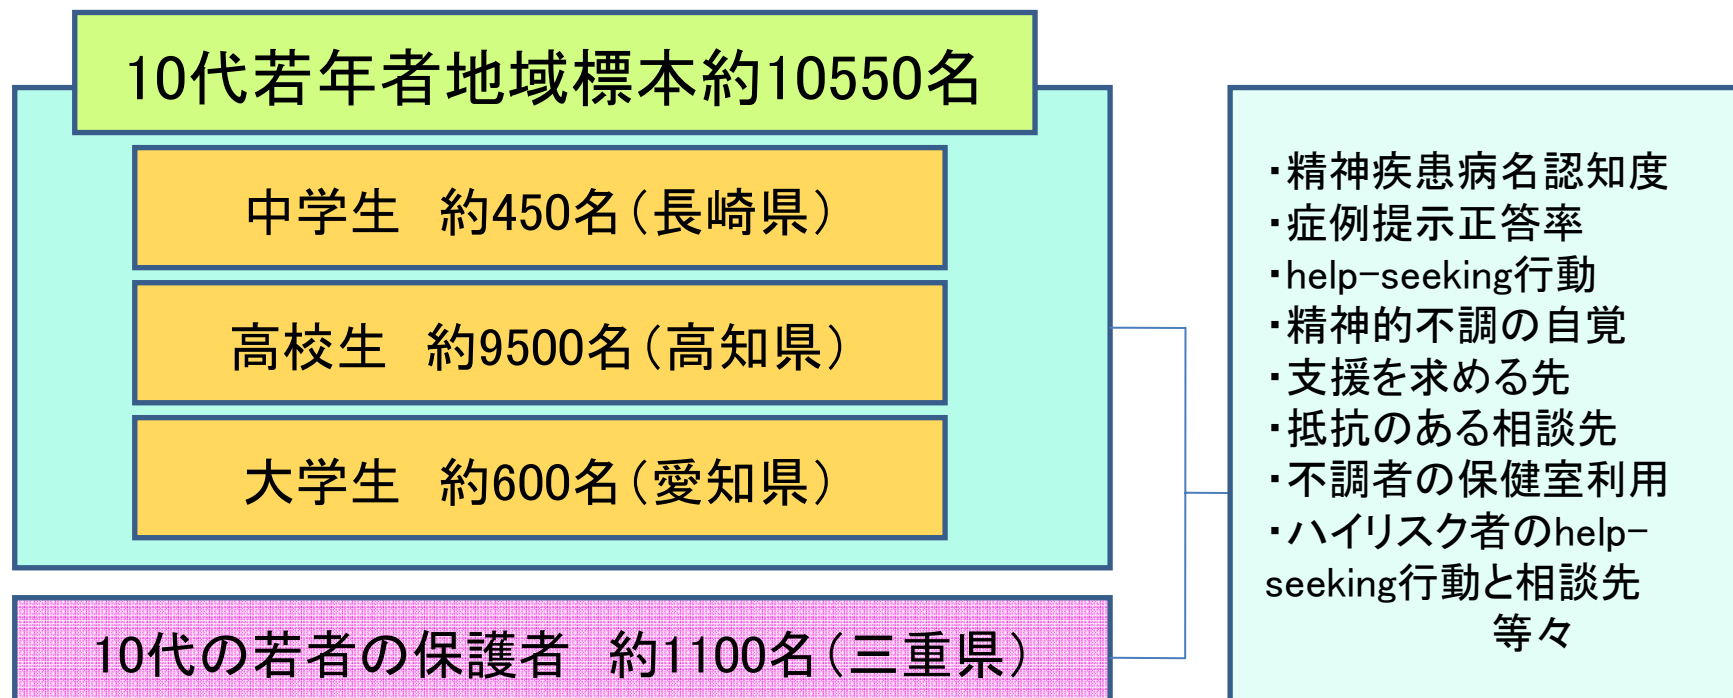 10代若年者地域標本約10550名
中学生　約450名（長崎県）
高校生　約9500名（高知県）
大学生　約600名（愛知県）
10代の若者の保護者　約1100名（三重県）
・精神疾患病名認知度
・症例提示正答率
・help-seeking行動
・精神的不調の自覚
・支援を求める先
・抵抗のある相談先
・不調者の保健室利用
・ハイリスク者のhelp-
seeking行動と相談先
等々